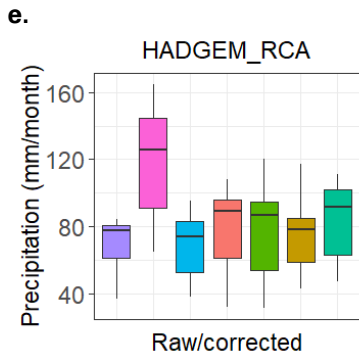 e.
HADGEM_RCA
Precipitation (mm/month)
160
120
80
40
Raw/corrected